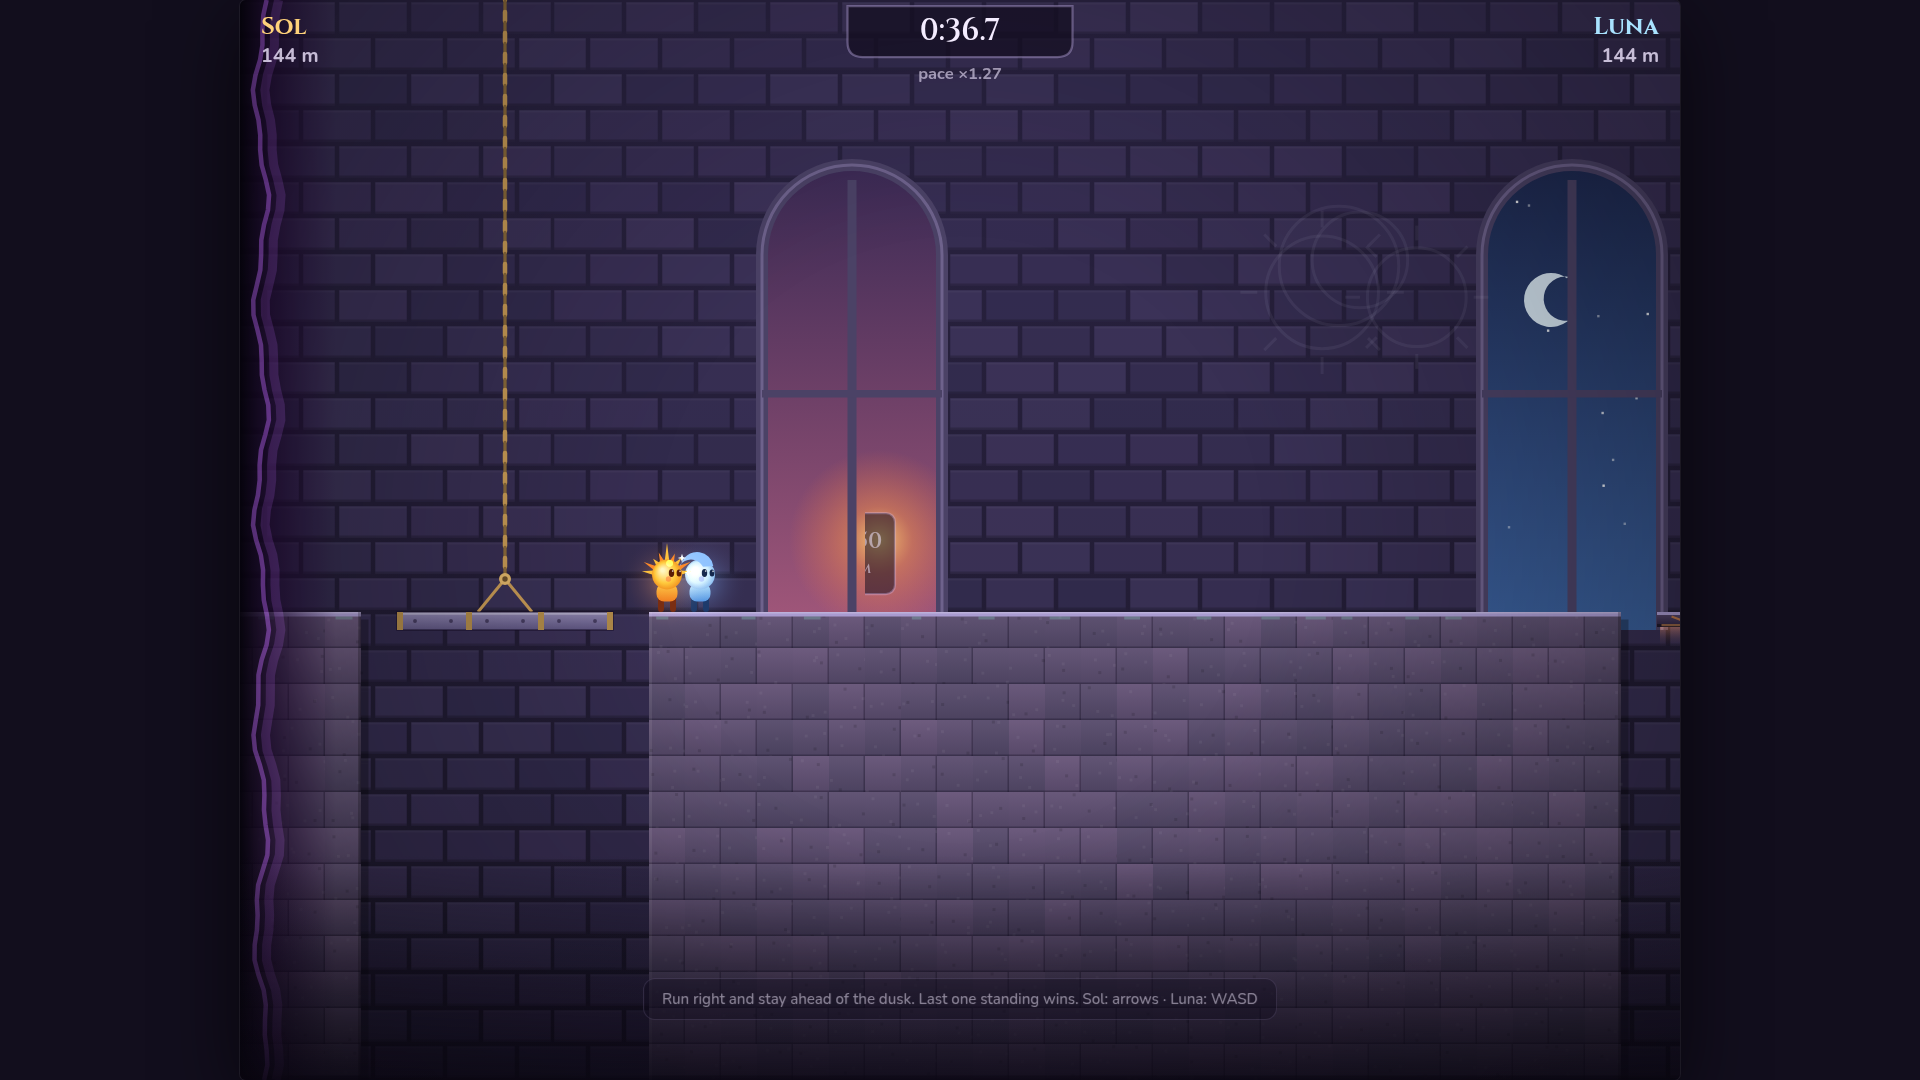 SOL
144 m
0:36.7
pace ×1.27
LUNA
144 m
Run right and stay ahead of the dusk. Last one standing wins. Sol: arrows · Luna: WASD